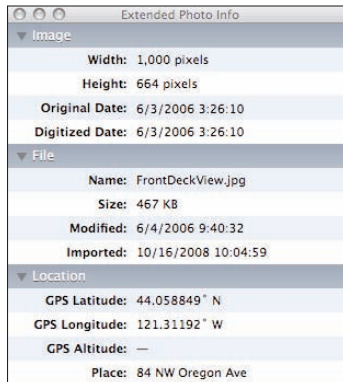 Extended Photo Info
Image
Width: 1,000 pixels
Height: 664 pixels
Original Date: 6/3/2006 3:26:10
Digitized Date: 6/3/2006 3:26:10
File
Name: FrontDeckView.jpg
Size: 467 KB
Modified: 6/4/2006 9:40:32
Imported: 10/16/2008 10:04:59
Location
GPS Latitude: 44.058849° N
GPS Longitude: 121.31192° W
GPS Altitude: —
Place: 84 NW Oregon Ave